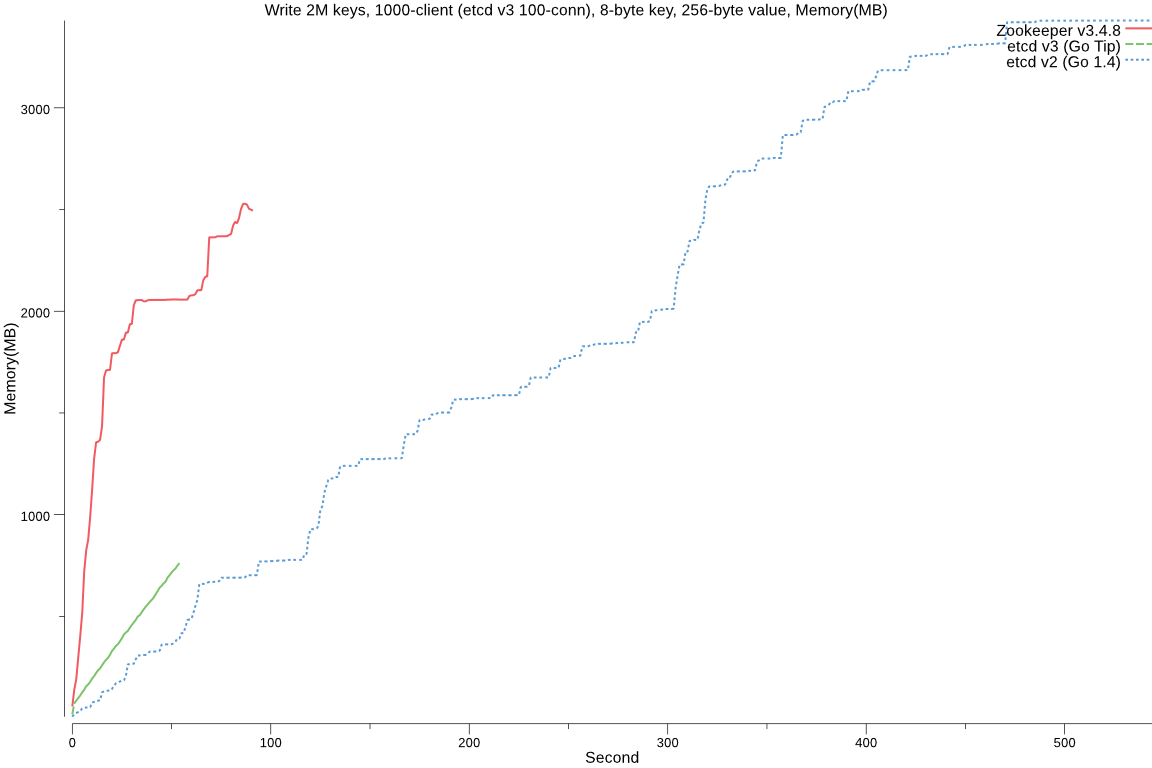 Write 2M keys, 1000-client (etcd v3 100-conn), 8-byte key, 256-byte value, Memory(MB)
Zookeeper v3.4.8
etcd v3 (Go Tip)
etcd v2 (Go 1.4)
3000
2000
1000
Memory(MB)
0 100 200 300 400 500
Second